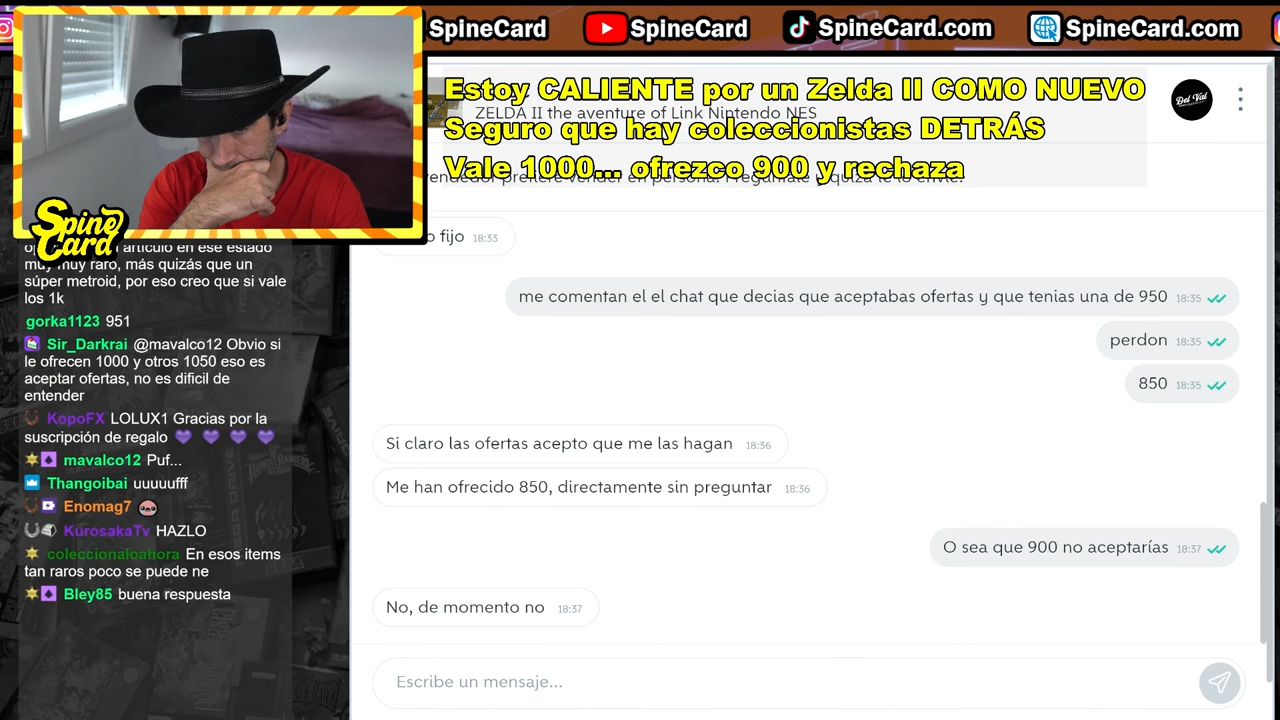 SpineCard
SpineCard
SpineCard.com
SpineCard.com
Estoy CALIENTE por un Zelda II COMO NUEVO
ZELDA II the aventure of Link Nintendo NES
Seguro que hay coleccionistas DETRÁS
Vale 1000... ofrezco 900 y rechaza
Del Val
Spine
Card
artículo en ese estado
muy muy raro, más quizás que un
súper metroid, por eso creo que si vale
los 1k
gorka1123 951
Sir_Darkrai @mavalco12 Obvio si
le ofrecen 1000 y otros 1050 eso es
aceptar ofertas, no es dificil de
entender
KopoFX LOLUX1 Gracias por la
suscripción de regalo
mavalco12 Puf...
Thangoibai uuuuufff
Enomag7
KurosakaTv HAZLO
coleccionaloahora En esos items
tan raros poco se puede ne
Bley85 buena respuesta
fijo 18:33
me comentan el el chat que decias que aceptabas ofertas y que tenias una de 950 18:35
perdon 18:35
850 18:35
Si claro las ofertas acepto que me las hagan 18:36
Me han ofrecido 850, directamente sin preguntar 18:36
O sea que 900 no aceptarías 18:37
No, de momento no 18:37
Escribe un mensaje...